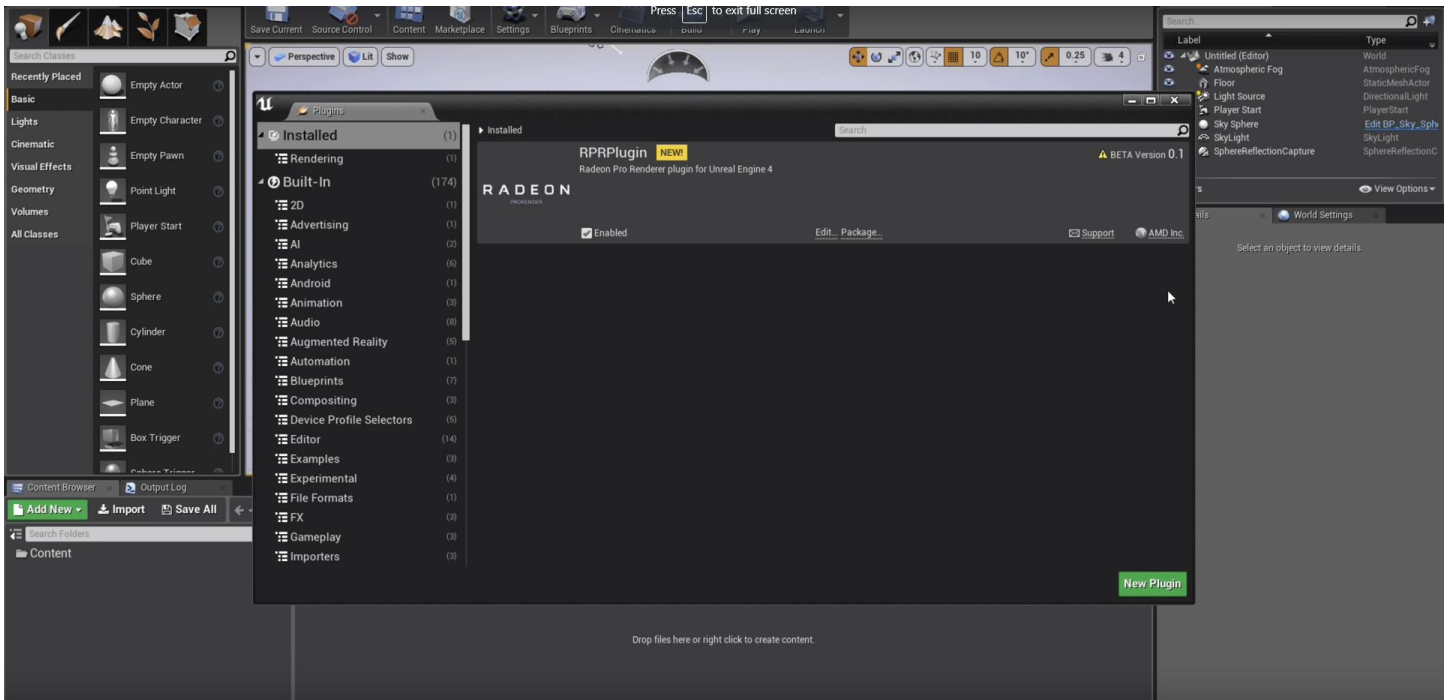 Press Esc to exit full screen
Save Current Source Control Content Marketplace Settings Blueprints Cinematics Build Play Launch
Search Classes
Recently Placed
Basic
Lights
Cinematic
Visual Effects
Geometry
Volumes
All Classes
Empty Actor
Empty Character
Empty Pawn
Point Light
Player Start
Cube
Sphere
Cylinder
Cone
Plane
Box Trigger
Sphere Trigger
Perspective Lit Show
10 10° 0.25 4
Plugins
Installed (1)
Rendering (1)
Built-In (174)
2D (1)
Advertising (1)
AI (2)
Analytics (6)
Android (1)
Animation (3)
Audio (8)
Augmented Reality (5)
Automation (1)
Blueprints (7)
Compositing (3)
Device Profile Selectors (5)
Editor (14)
Examples (3)
Experimental (4)
File Formats (1)
FX (3)
Gameplay (3)
Importers (3)
Installed
Search
RPRPlugin NEW!
BETA Version 0.1
Radeon Pro Renderer plugin for Unreal Engine 4
RADEON
PRORENDER
Enabled
Edit... Package...
Support AMD Inc.
New Plugin
Search
Label Type
Untitled (Editor) World
Atmospheric Fog AtmosphericFog
Floor StaticMeshActor
Light Source DirectionalLight
Player Start PlayerStart
Sky Sphere Edit BP_Sky_Sph
SkyLight SkyLight
SphereReflectionCapture SphereReflectionC
View Options
ails World Settings
Select an object to view details.
Content Browser Output Log
Add New Import Save All
Search Folders
Content
Drop files here or right click to create content.